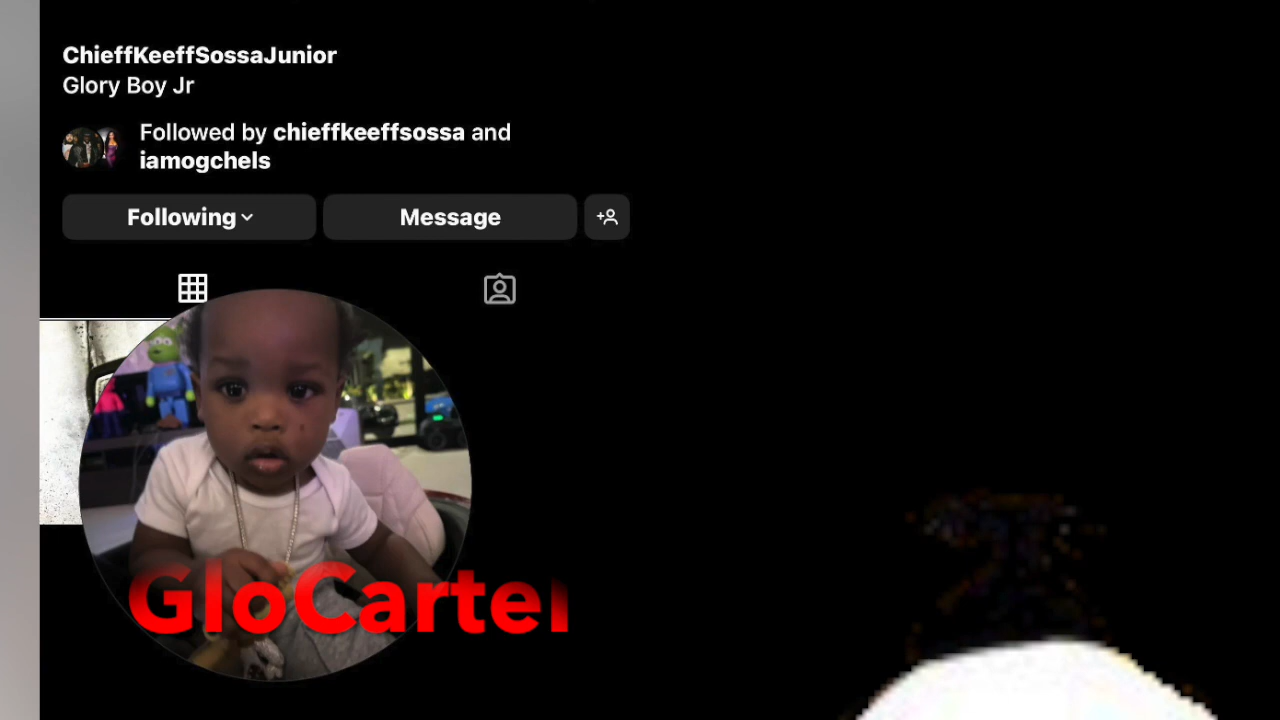 ChieffKeeffSossaJunior
Glory Boy Jr
Followed by chieffkeeffsossa and
iamogchels
Following
Message
GloCartel